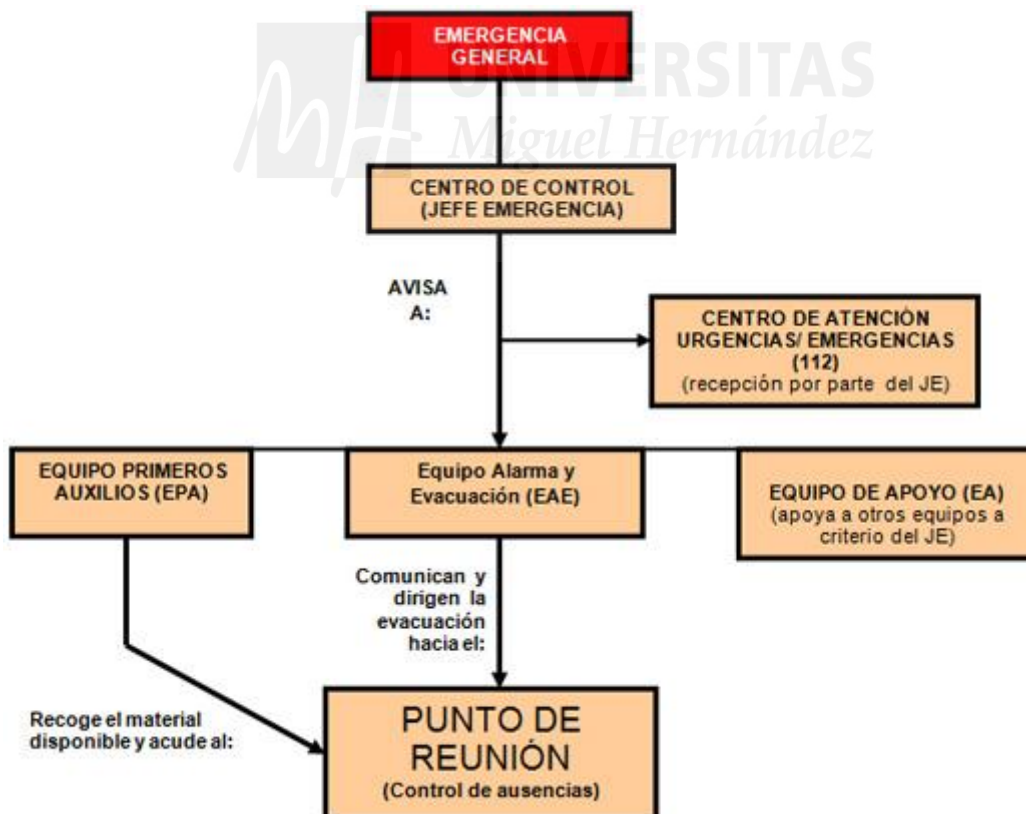 EMERGENCIA
GENERAL
UNIVERSITAS
Miguel Hernández
CENTRO DE CONTROL
(JEFE EMERGENCIA)
AVISA
A:
CENTRO DE ATENCIÓN
URGENCIAS/ EMERGENCIAS
(112)
(recepción por parte del JE)
EQUIPO PRIMEROS
AUXILIOS (EPA)
Equipo Alarma y
Evacuación (EAE)
EQUIPO DE APOYO (EA)
(apoya a otros equipos a
criterio del JE)
Comunican y
dirigen la
evacuación
hacia el:
Recoge el material
disponible y acude al:
PUNTO DE
REUNIÓN
(Control de ausencias)